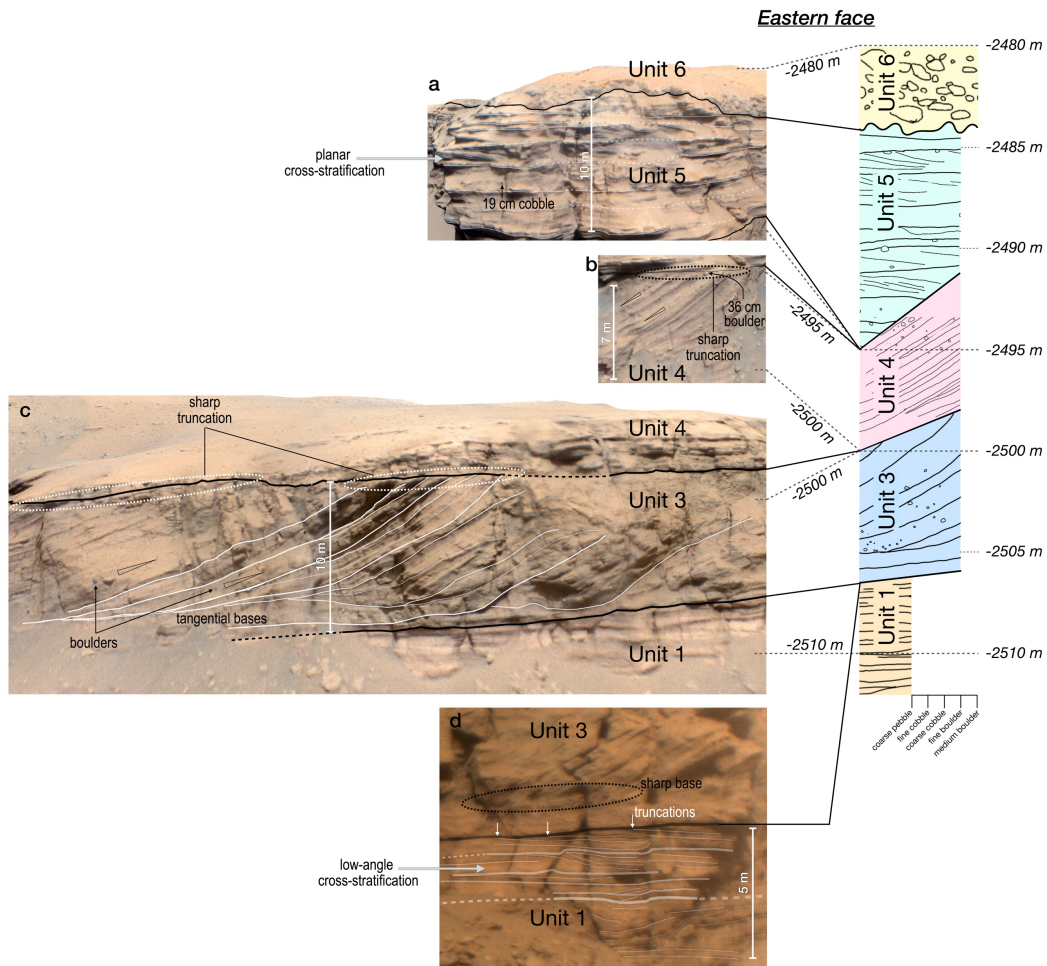 Eastern face
a
Unit 6
-2480 m
planar
cross-stratification
10 m
Unit 5
19 cm cobble
b
7 m
36 cm
boulder
sharp
truncation
Unit 4
-2495 m
-2500 m
c
sharp
truncation
Unit 4
Unit 3
-2500 m
10 m
boulders
tangential bases
Unit 1
-2510 m
d
Unit 3
sharp base
truncations
low-angle
cross-stratification
5 m
Unit 1
Unit 6
Unit 5
Unit 4
Unit 3
Unit 1
-2480 m
-2485 m
-2490 m
-2495 m
-2500 m
-2505 m
-2510 m
coarse pebble
fine cobble
coarse cobble
fine boulder
medium boulder